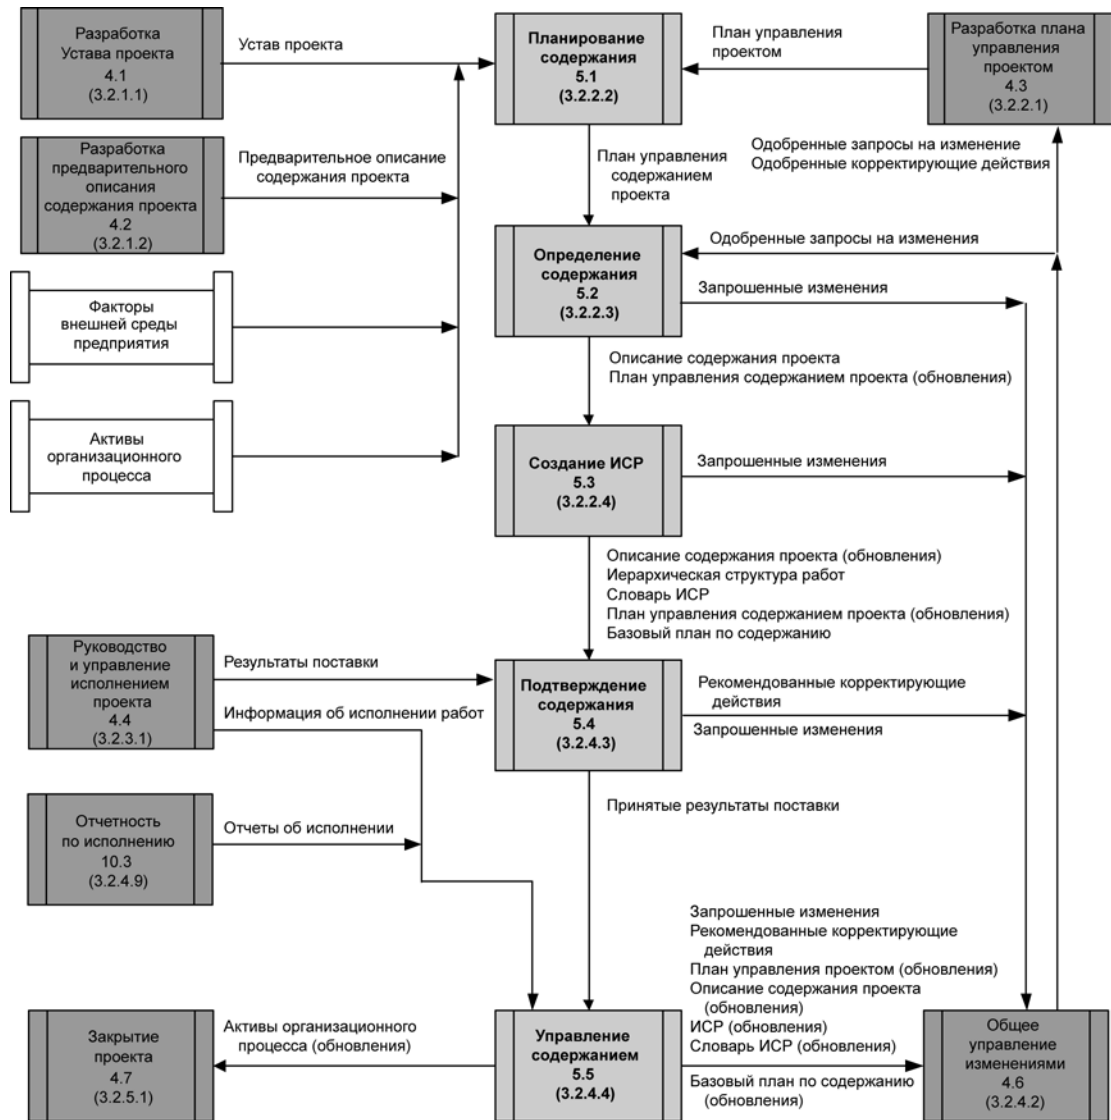 Разработка
Устава проекта
4.1
(3.2.1.1)
Устав проекта
Планирование
содержания
5.1
(3.2.2.2)
План управления
проектом
Разработка плана
управления
проектом
4.3
(3.2.2.1)
Разработка
предварительного
описания
содержания проекта
4.2
(3.2.1.2)
Предварительное описание
содержания проекта
План управления
содержанием
проекта
Одобренные запросы на изменение
Одобренные корректирующие действия
Факторы
внешней среды
предприятия
Определение
содержания
5.2
(3.2.2.3)
Одобренные запросы на изменения
Запрошенные изменения
Описание содержания проекта
План управления содержанием проекта (обновления)
Активы
организационного
процесса
Создание ИСР
5.3
(3.2.2.4)
Запрошенные изменения
Описание содержания проекта (обновления)
Иерархическая структура работ
Словарь ИСР
План управления содержанием проекта (обновления)
Базовый план по содержанию
Руководство
и управление
исполнением
проекта
4.4
(3.2.3.1)
Результаты поставки
Информация об исполнении работ
Подтверждение
содержания
5.4
(3.2.4.3)
Рекомендованные корректирующие
действия
Запрошенные изменения
Отчетность
по исполнению
10.3
(3.2.4.9)
Отчеты об исполнении
Принятые результаты поставки
Запрошенные изменения
Рекомендованные корректирующие
действия
План управления проектом (обновления)
Описание содержания проекта
(обновления)
ИСР (обновления)
Словарь ИСР (обновления)
Базовый план по содержанию
(обновления)
Закрытие
проекта
4.7
(3.2.5.1)
Активы организационного
процесса (обновления)
Управление
содержанием
5.5
(3.2.4.4)
Общее
управление
изменениями
4.6
(3.2.4.2)